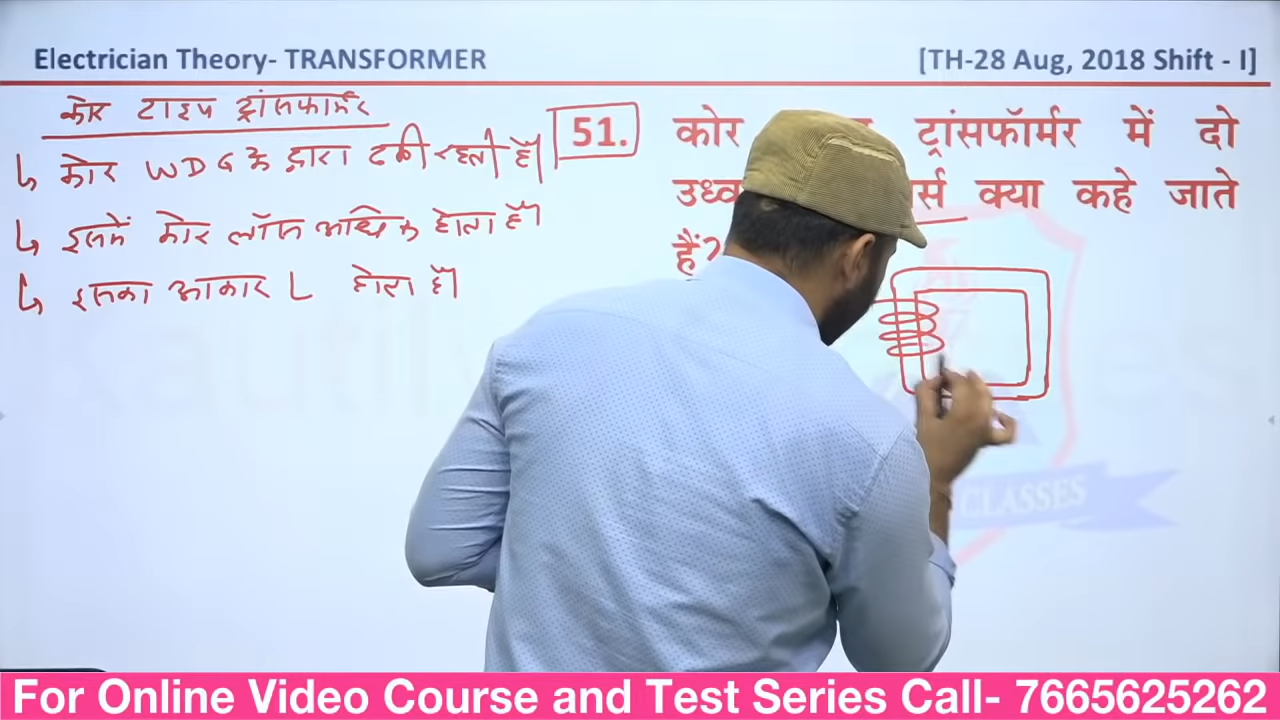 Electrician Theory- TRANSFORMER
[TH-28 Aug, 2018 Shift - I]
कोर टाइप ट्रांसफार्मर
↳ कोर WDG के द्वारा ढकी रहती है।
↳ इसमें कोर लॉस अधिक होता है।
↳ इसका आकार L होता है।
51.
कोर ट्रांसफॉर्मर में दो
क्या कहे जाते
हैं?
CLASSES
For Online Video Course and Test Series Call- 7665625262